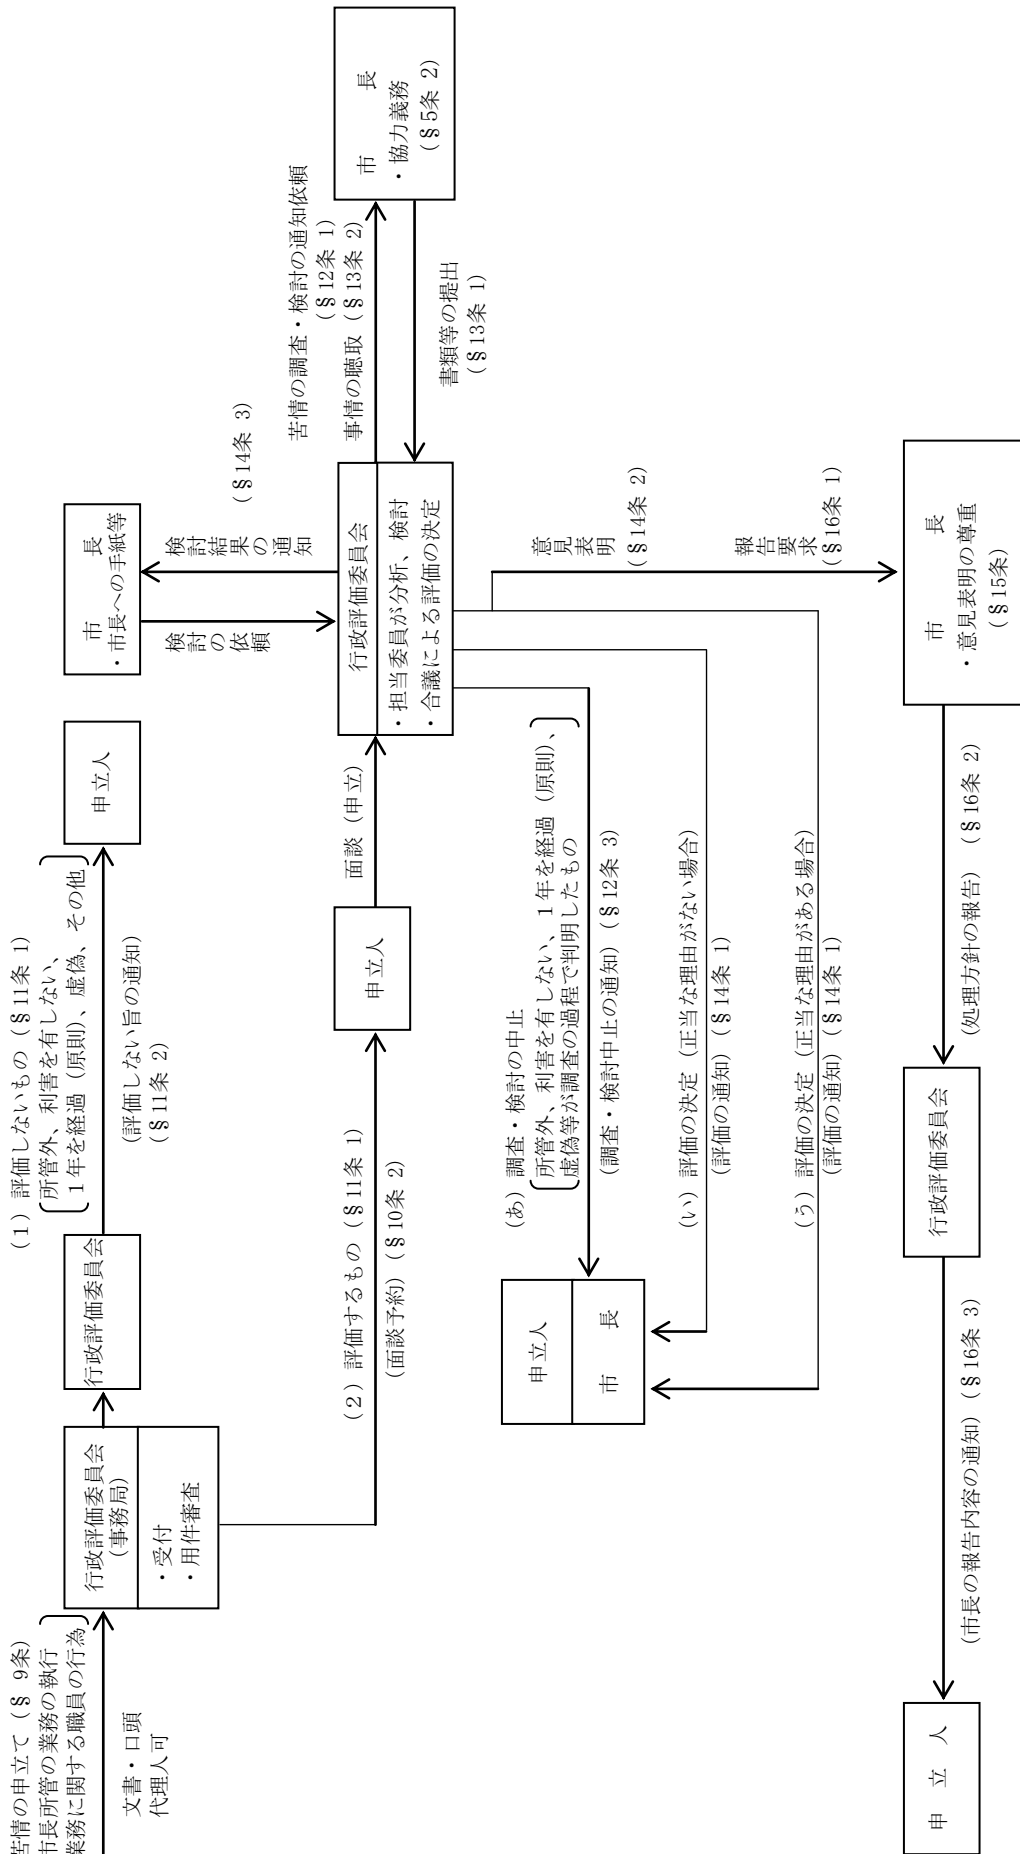 苦情の申立て(§ 9条)
市長所管の業務の執行
業務に関する職員の行為
文書・口頭
代理人可
行政評価委員会
(事務局)
・受付
・用件審査
行政評価委員会
(1)評価しないもの(§11条 1)
所管外、利害を有しない、
1年を経過(原則)、虚偽、その他
(評価しない旨の通知)
(§11条 2)
申立人
(2)評価するもの(§11条 1)
(面談予約)(§10条 2)
申立人
面談(申立)
市 長
・市長への手紙等
検討の依頼
検討結果の通知
(§14条 3)
行政評価委員会
・担当委員が分析、検討
・合議による評価の決定
苦情の調査・検討の通知依頼
(§12条 1)
事情の聴取(§13条 2)
書類等の提出
(§13条 1)
市 長
・協力義務
(§5条 2)
(あ)調査・検討の中止
所管外、利害を有しない、1年を経過(原則)、
虚偽等が調査の過程で判明したもの
(調査・検討中止の通知)(§12条 3)
(い)評価の決定(正当な理由がない場合)
(評価の通知)(§14条 1)
(う)評価の決定(正当な理由がある場合)
(評価の通知)(§14条 1)
申立人
市 長
意見表明
(§14条 2)
報告要求
(§16条 1)
市 長
・意見表明の尊重
(§15条)
(処理方針の報告) (§16条 2)
行政評価委員会
(市長の報告内容の通知)(§16条 3)
申 立 人